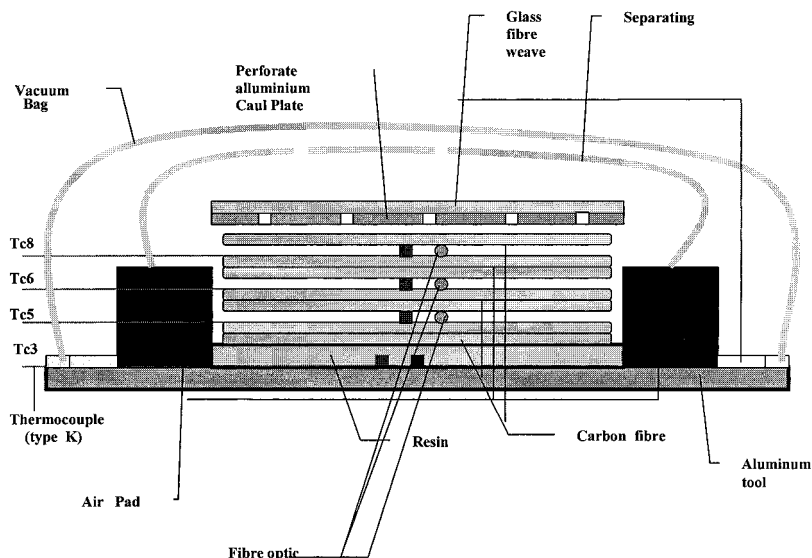 Glass
fibre
weave
Separating
Perforate
alluminium
Caul Plate
Vacuum
Bag
Tc8
Tc6
Tc5
Tc3
Thermocouple
(type K)
Resin
Carbon fibre
Aluminum
tool
Air Pad
Fibre optic